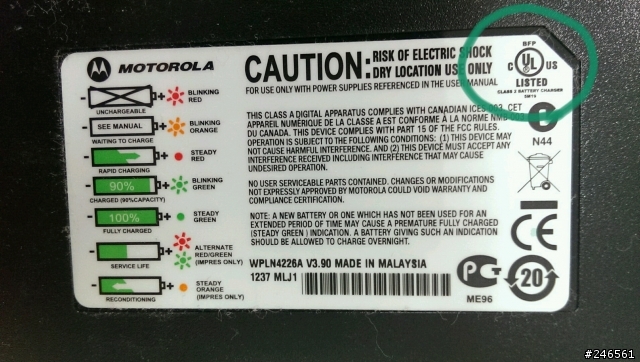 MOTOROLA
UNCHARGEABLE
BLINKING
RED
SEE MANUAL
WAITING TO CHARGE
BLINKING
ORANGE
RAPID CHARGING
STEADY
RED
90%
CHARGED (90%CAPACITY)
BLINKING
GREEN
100%
FULLY CHARGED
STEADY
GREEN
SERVICE LIFE
ALTERNATE
RED/GREEN
(IMPRES ONLY)
RECONDITIONING
STEADY
ORANGE
(IMPRES ONLY)
CAUTION: RISK OF ELECTRIC SHOCK
DRY LOCATION USE ONLY
FOR USE ONLY WITH POWER SUPPLIES REFERENCED IN THE USER MANUAL
THIS CLASS A DIGITAL APPARATUS COMPLIES WITH CANADIAN ICES-003. CET
APPAREIL NUMÉRIQUE DE LA CLASSE A EST CONFORME À LA NORME NMB-003
DU CANADA. THIS DEVICE COMPLIES WITH PART 15 OF THE FCC RULES.
OPERATION IS SUBJECT TO THE FOLLOWING CONDITIONS: (1) THIS DEVICE MAY
NOT CAUSE HARMFUL INTERFERENCE, AND (2) THIS DEVICE MUST ACCEPT ANY
INTERFERENCE RECEIVED INCLUDING INTERFERENCE THAT MAY CAUSE
UNDESIRED OPERATION.
NO USER SERVICEABLE PARTS CONTAINED. CHANGES OR MODIFICATIONS
NOT EXPRESSLY APPROVED BY MOTOROLA COULD VOID WARRANTY AND
COMPLIANCE CERTIFICATION.
NOTE: A NEW BATTERY OR ONE WHICH HAS NOT BEEN USED FOR AN
EXTENDED PERIOD OF TIME MAY CAUSE A PREMATURE FULLY CHARGED
(STEADY GREEN) INDICATION. A BATTERY GIVING SUCH AN INDICATION
SHOULD BE ALLOWED TO CHARGE OVERNIGHT.
WPLN4226A V3.90 MADE IN MALAYSIA
1237 MLJ1
BFP
C UL US
LISTED
CLASS 2 BATTERY CHARGER
N44
CE
ME96
20
#246561